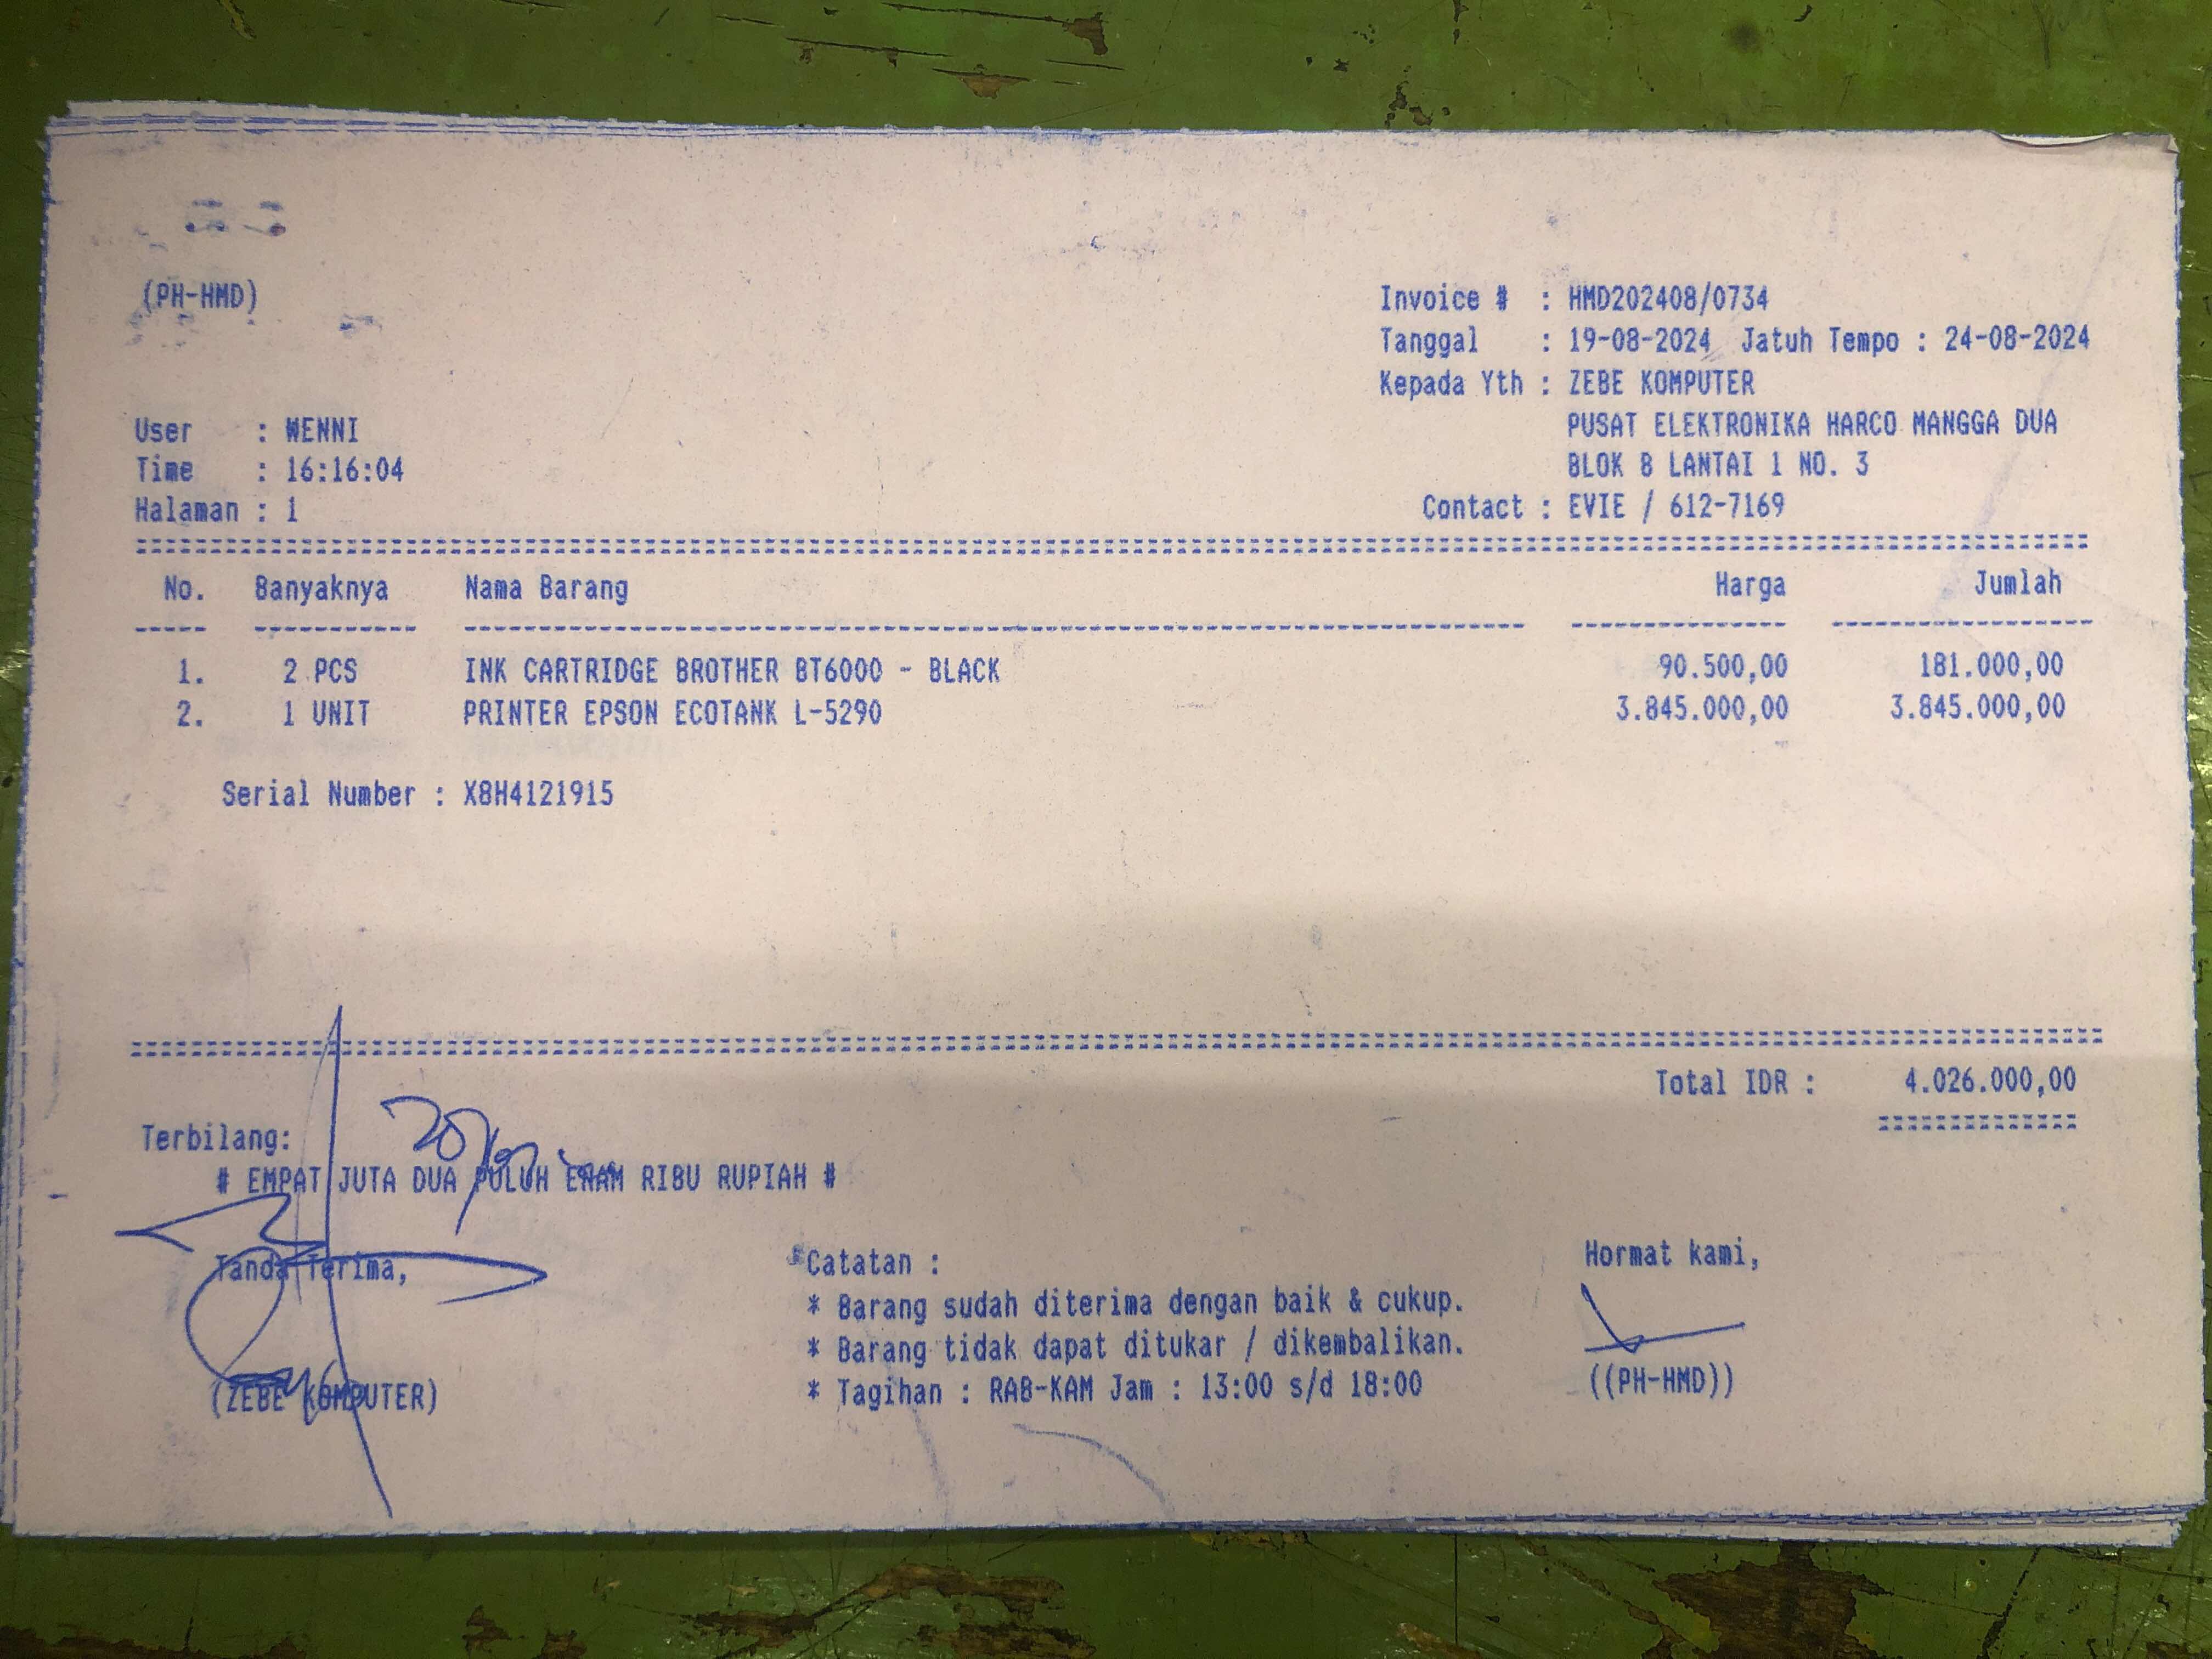 (PH-HMD)
Invoice # : HMD202408/0734
Tanggal : 19-08-2024 Jatuh Tempo : 24-08-2024
Kepada Yth : ZEBE KOMPUTER
PUSAT ELEKTRONIKA HARCO MANGGA DUA
BLOK B LANTAI 1 NO. 3
Contact : EVIE / 612-7169
User : WENNI
Time : 16:16:04
Halaman : 1
No. Banyaknya Nama Barang Harga Jumlah
1. 2 PCS INK CARTRIDGE BROTHER BT6000 - BLACK 90.500,00 181.000,00
2. 1 UNIT PRINTER EPSON ECOTANK L-5290 3.845.000,00 3.845.000,00
Serial Number : X8H4121915
Total IDR : 4.026.000,00
Terbilang:
# EMPAT JUTA DUA PULUH ENAM RIBU RUPIAH #
Tanda Terima,
(ZEBE KOMPUTER)
Catatan :
* Barang sudah diterima dengan baik & cukup.
* Barang tidak dapat ditukar / dikembalikan.
* Tagihan : RAB-KAM Jam : 13:00 s/d 18:00
Hormat kami,
((PH-HMD))